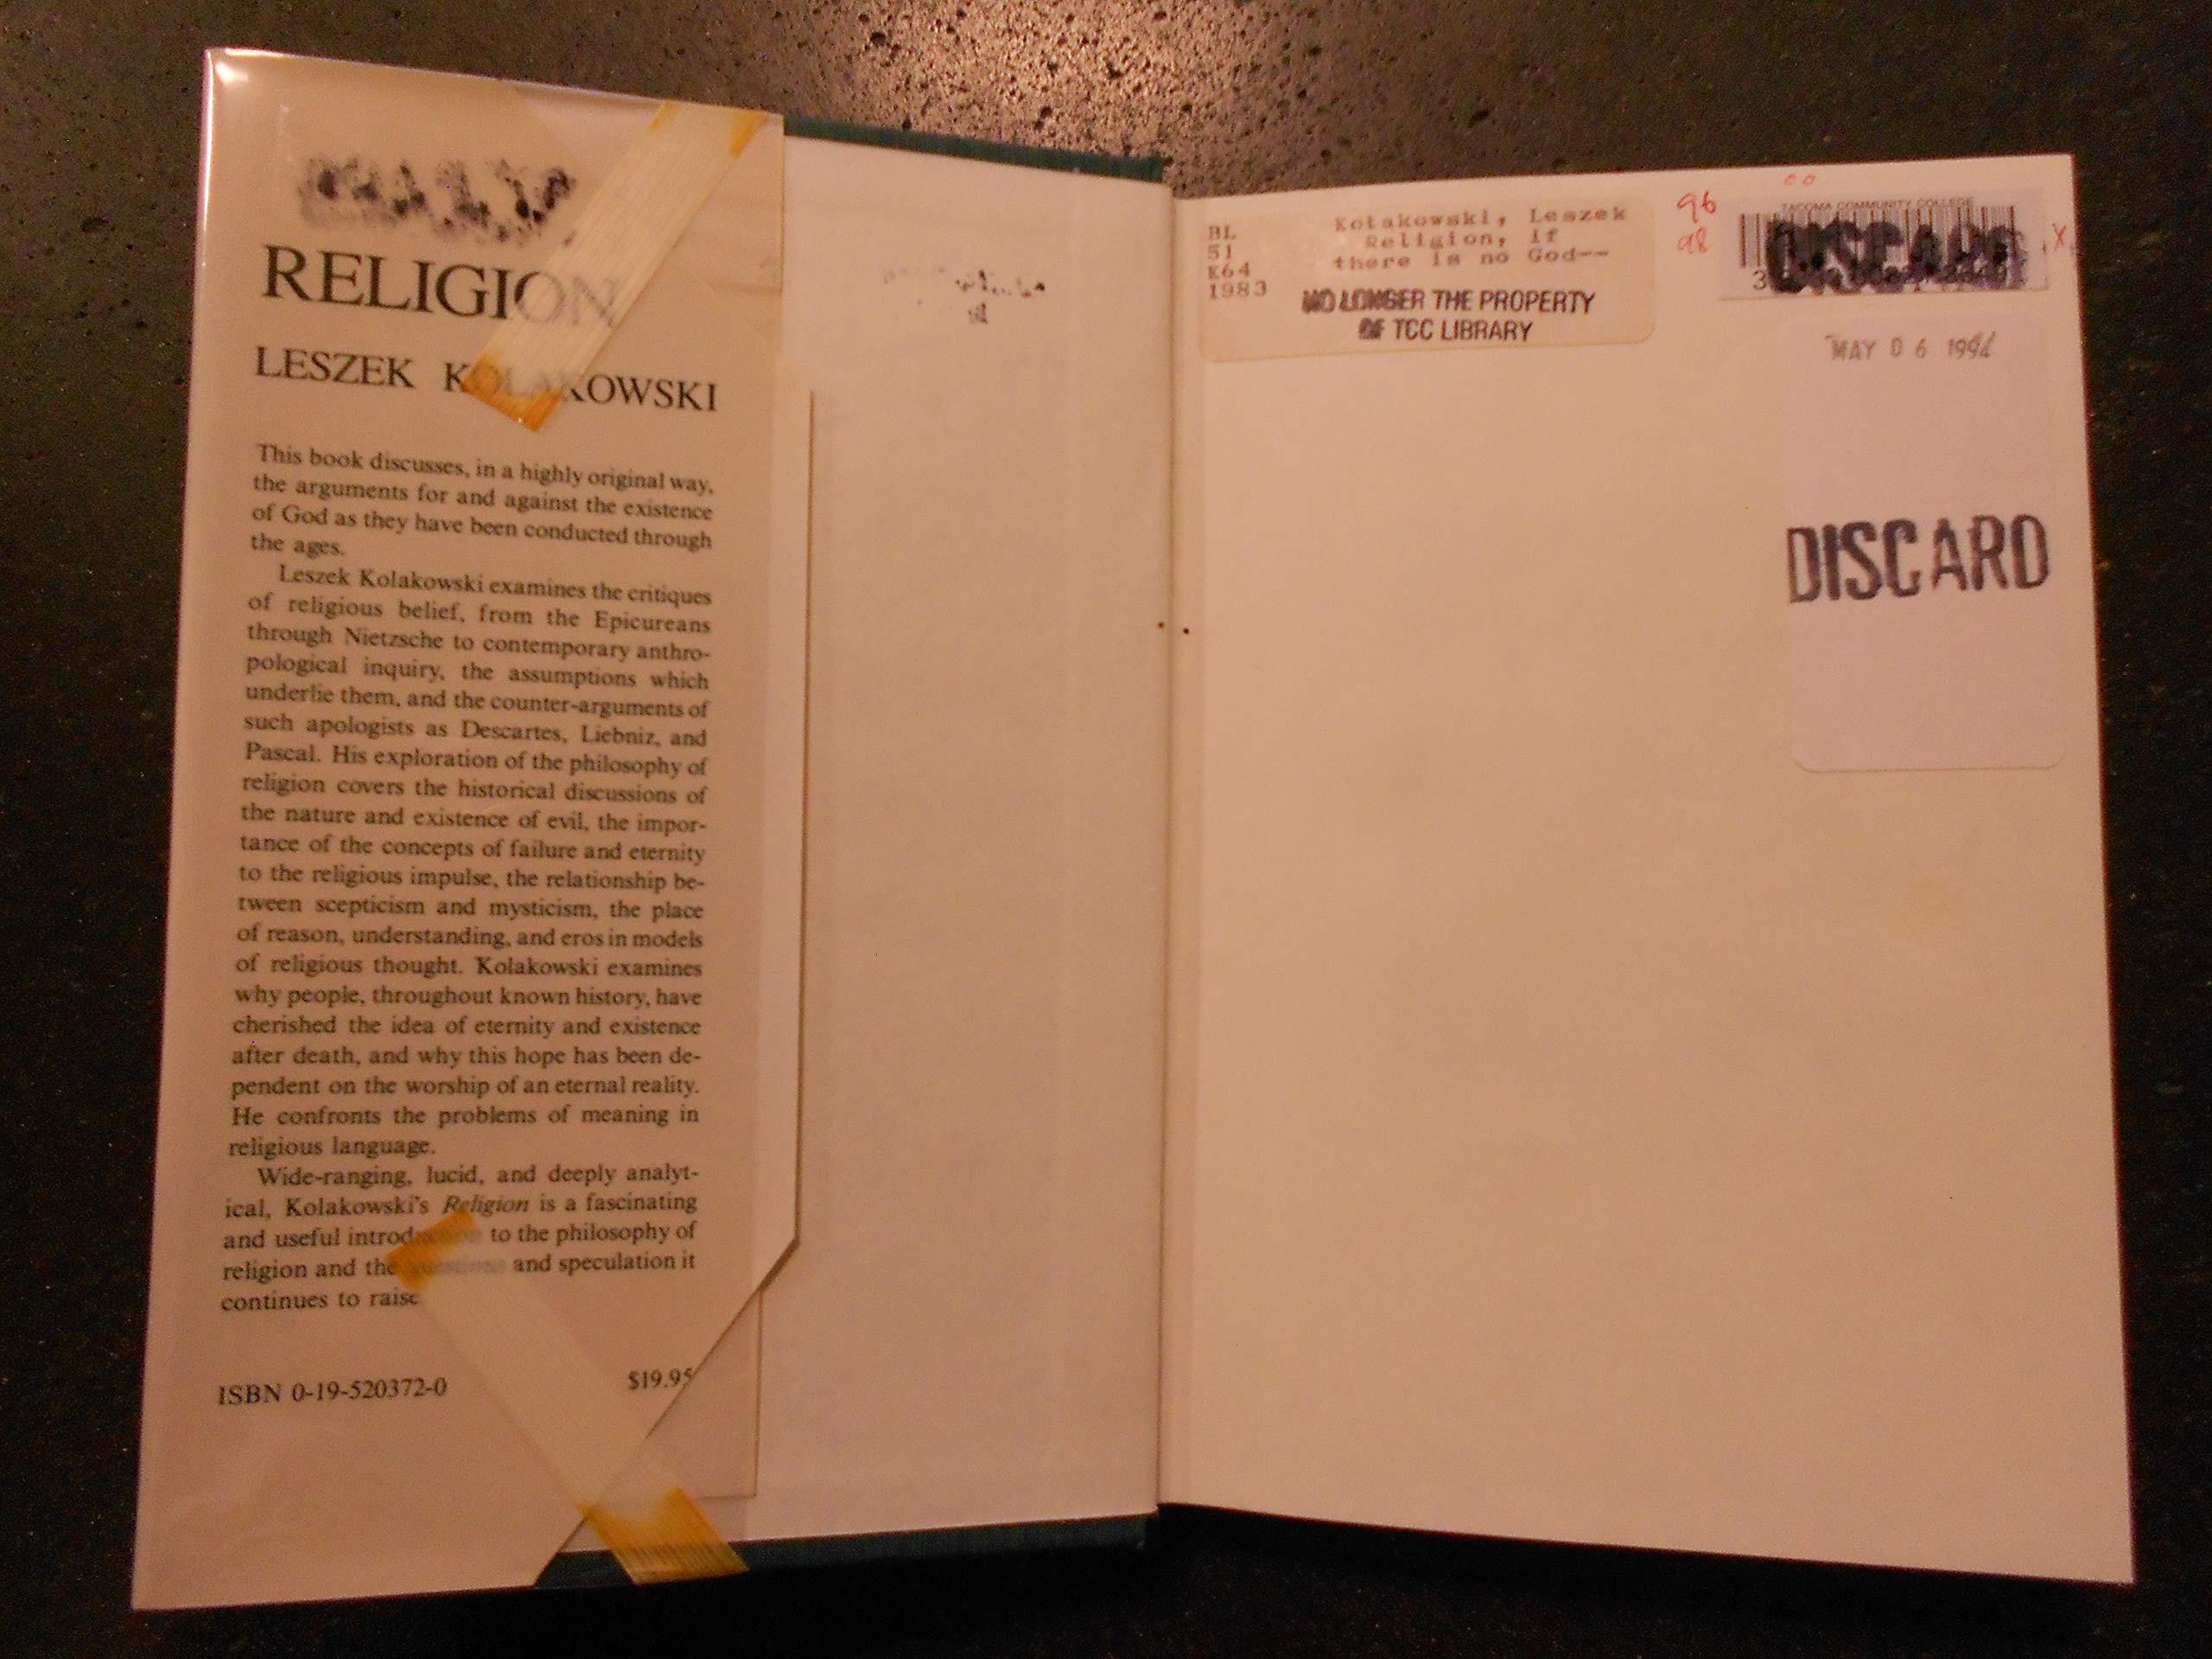 RELIGION
LESZEK KOLAKOWSKI
This book discusses, in a highly original way,
the arguments for and against the existence
of God as they have been conducted through
the ages.
Leszek Kolakowski examines the critiques
of religious belief, from the Epicureans
through Nietzsche to contemporary anthro-
pological inquiry, the assumptions which
underlie them, and the counter-arguments of
such apologists as Descartes, Liebniz, and
Pascal. His exploration of the philosophy of
religion covers the historical discussions of
the nature and existence of evil, the impor-
tance of the concepts of failure and eternity
to the religious impulse, the relationship be-
tween scepticism and mysticism, the place
of reason, understanding, and eros in models
of religious thought. Kolakowski examines
why people, throughout known history, have
cherished the idea of eternity and existence
after death, and why this hope has been de-
pendent on the worship of an eternal reality.
He confronts the problems of meaning in
religious language.
Wide-ranging, lucid, and deeply analyt-
ical, Kolakowski's Religion is a fascinating
and useful introduction to the philosophy of
religion and the questions and speculation it
continues to raise
ISBN 0-19-520372-0
$19.95
BL
51
K64
1983
Kołakowski, Leszek
Religion, if
there is no God--
NO LONGER THE PROPERTY
OF TCC LIBRARY
96
98
TACOMA COMMUNITY COLLEGE
DISCARD
MAY 06 1994
DISCARD